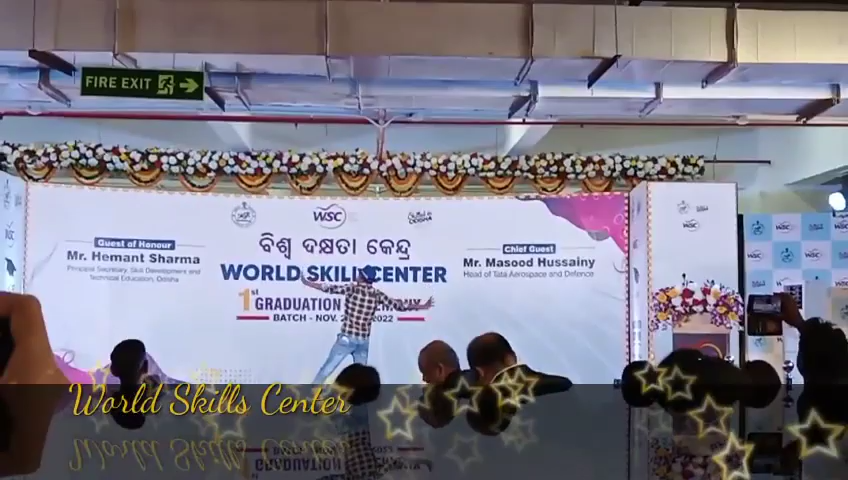 FIRE EXIT
WSC
ବିଶ୍ୱ ଦକ୍ଷତା କେନ୍ଦ୍ର
WORLD SKILL CENTER
1st GRADUATION
BATCH - NOV. 2022
Guest of Honour
Mr. Hemant Sharma
Principal Secretary, Skill Development and
Technical Education, Odisha
Chief Guest
Mr. Masood Hussainy
Head of Tata Aerospace and Defence
WSC
WSC
World Skills Center